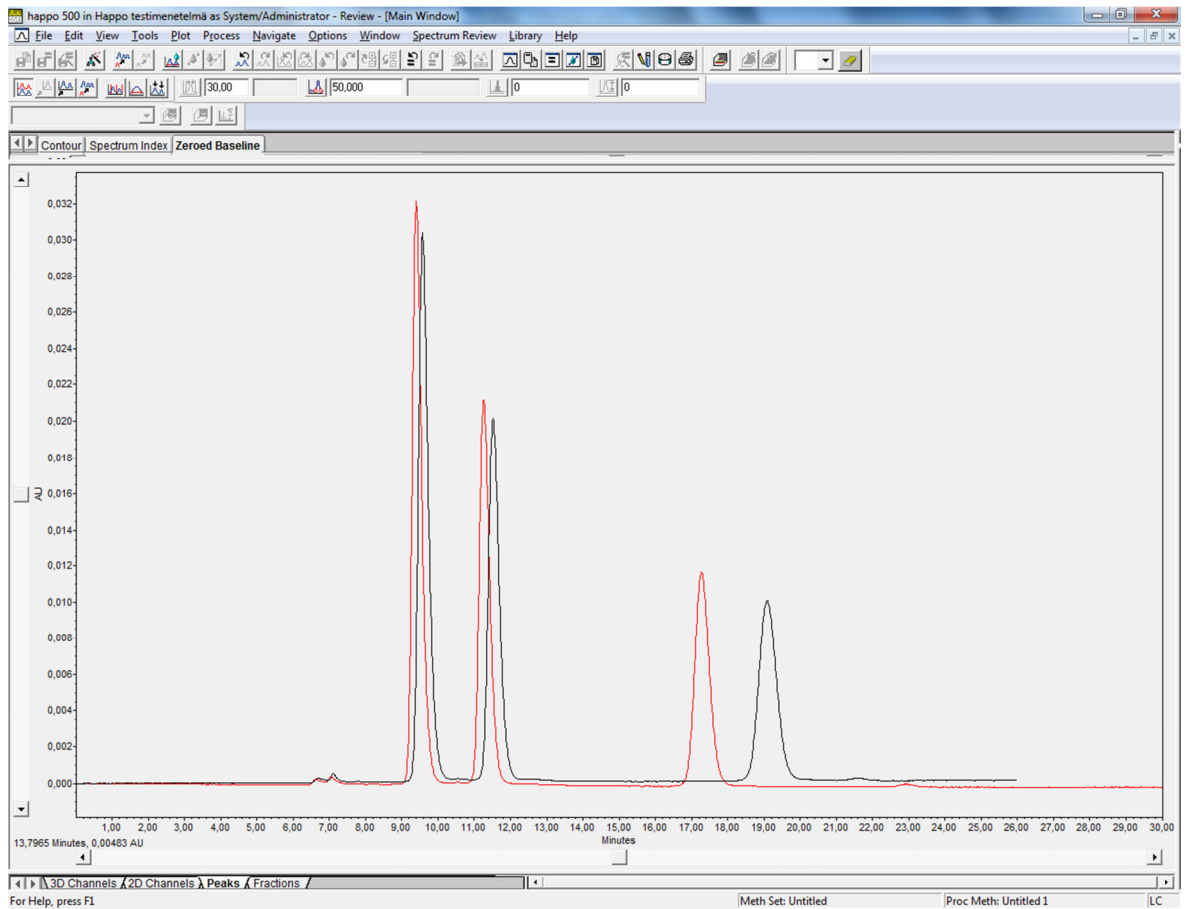 happo 500 in Happo testimenetelmä as System/Administrator - Review - [Main Window]
File Edit View Tools Plot Process Navigate Options Window Spectrum Review Library Help
30,00 50,000 0 0
Contour Spectrum Index Zeroed Baseline
0,032
0,030
0,028
0,026
0,024
0,022
0,020
0,018
0,016
AU
0,014
0,012
0,010
0,008
0,006
0,004
0,002
0,000
1,00 2,00 3,00 4,00 5,00 6,00 7,00 8,00 9,00 10,00 11,00 12,00 13,00 14,00 15,00 16,00 17,00 18,00 19,00 20,00 21,00 22,00 23,00 24,00 25,00 26,00 27,00 28,00 29,00 30,00
13,7965 Minutes, 0,00483 AU Minutes
3D Channels 2D Channels Peaks Fractions
For Help, press F1 Meth Set: Untitled Proc Meth: Untitled 1 LC